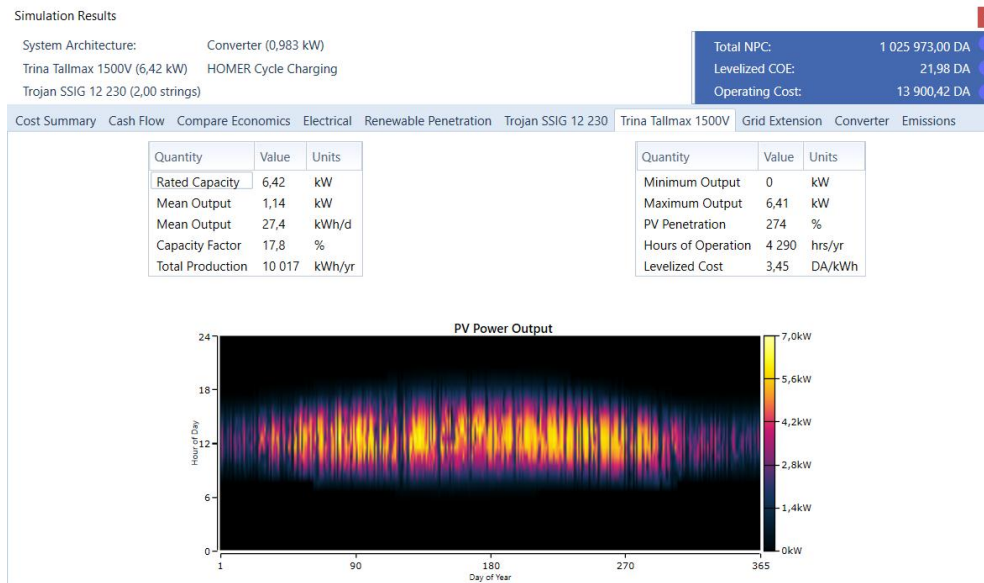 Simulation Results
System Architecture: Converter (0,983 kW)
Trina Tallmax 1500V (6,42 kW) HOMER Cycle Charging
Trojan SSIG 12 230 (2,00 strings)
Total NPC: 1 025 973,00 DA
Levelized COE: 21,98 DA
Operating Cost: 13 900,42 DA
Cost Summary Cash Flow Compare Economics Electrical Renewable Penetration Trojan SSIG 12 230 Trina Tallmax 1500V Grid Extension Converter Emissions
Quantity Value Units
Rated Capacity 6,42 kW
Mean Output 1,14 kW
Mean Output 27,4 kWh/d
Capacity Factor 17,8 %
Total Production 10 017 kWh/yr
Quantity Value Units
Minimum Output 0 kW
Maximum Output 6,41 kW
PV Penetration 274 %
Hours of Operation 4 290 hrs/yr
Levelized Cost 3,45 DA/kWh
PV Power Output
24
18
12
6
0
Hour of Day
1 90 180 270 365
Day of Year
7,0kW
5,6kW
4,2kW
2,8kW
1,4kW
0kW